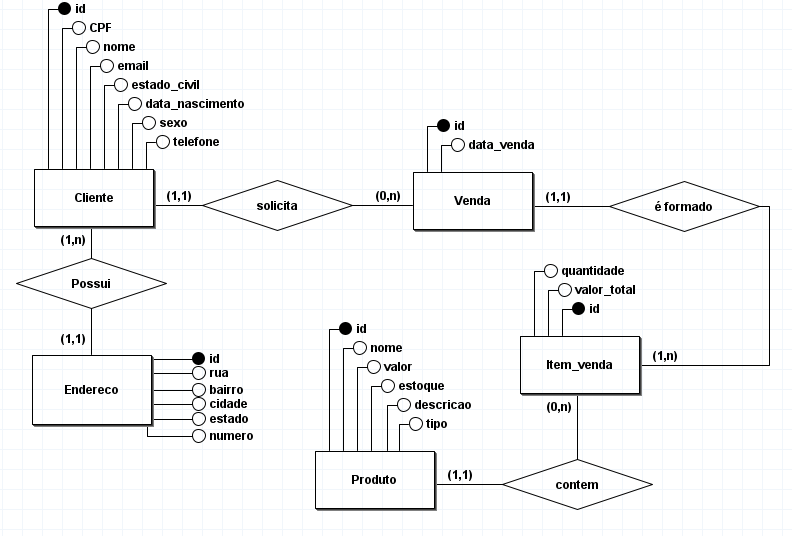 id
CPF
nome
email
estado_civil
data_nascimento
sexo
telefone
id
data_venda
Cliente
(1,1)
solicita
(0,n)
Venda
(1,1)
é formado
(1,n)
Possui
(1,1)
quantidade
valor_total
id
Item_venda
(1,n)
(0,n)
id
nome
valor
estoque
descricao
tipo
Endereco
id
rua
bairro
cidade
estado
numero
Produto
(1,1)
contem